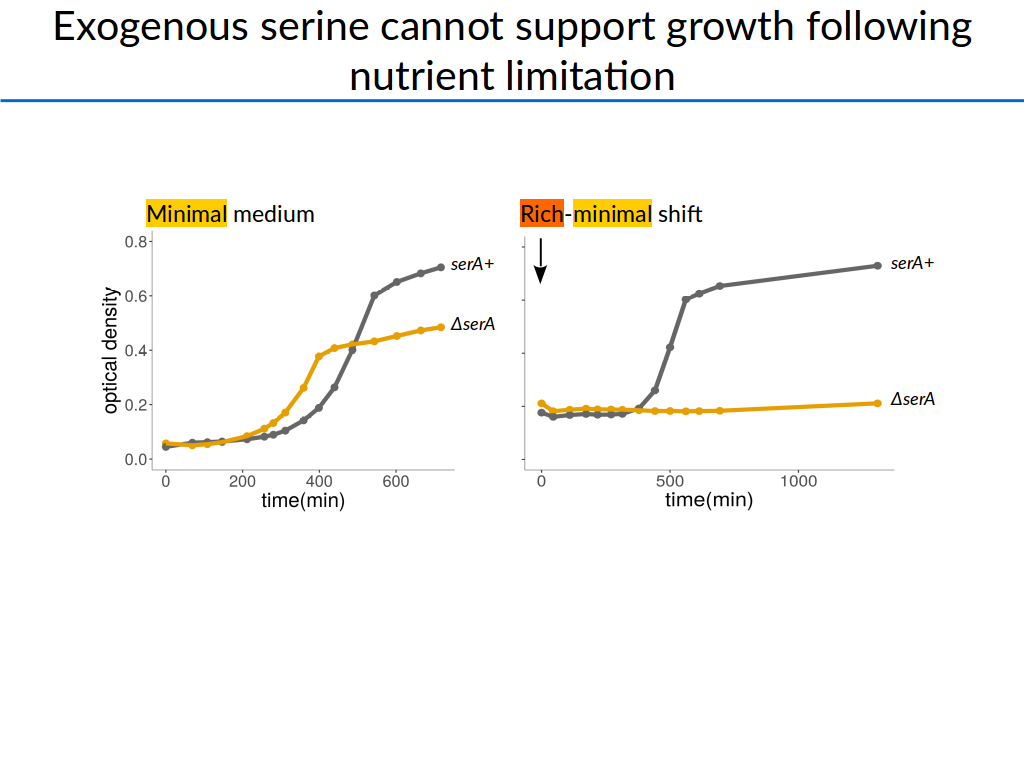 Exogenous serine cannot support growth following
nutrient limitation
Minimal medium
optical density
0.8
0.6
0.4
0.2
0.0
serA+
ΔserA
0 200 400 600
time(min)
Rich-minimal shift
serA+
ΔserA
0 500 1000
time(min)